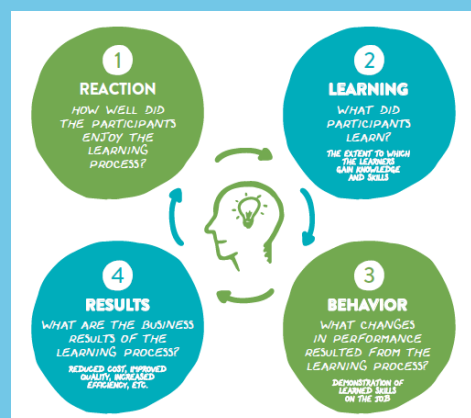 1
REACTION
HOW WELL DID
THE PARTICIPANTS
ENJOY THE
LEARNING
PROCESS?
2
LEARNING
WHAT DID
PARTICIPANTS
LEARN?
THE EXTENT TO WHICH
THE LEARNERS
GAIN KNOWLEDGE
AND SKILLS
3
BEHAVIOR
WHAT CHANGES
IN PERFORMANCE
RESULTED FROM THE
LEARNING PROCESS?
DEMONSTRATION OF
LEARNED SKILLS
ON THE JOB
4
RESULTS
WHAT ARE THE BUSINESS
RESULTS OF THE
LEARNING PROCESS?
REDUCED COST, IMPROVED
QUALITY, INCREASED
EFFICIENCY, ETC.